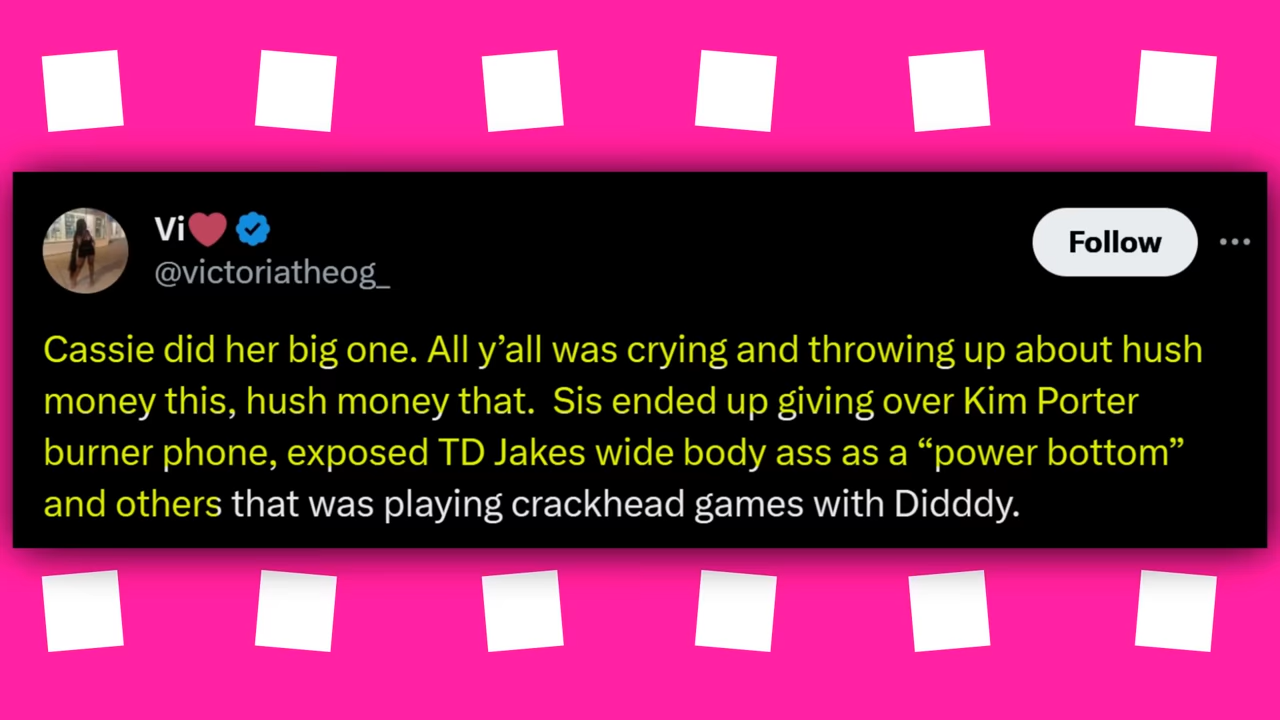 Vi❤️
@victoriatheog_
Follow
Cassie did her big one. All y’all was crying and throwing up about hush
money this, hush money that.  Sis ended up giving over Kim Porter
burner phone, exposed TD Jakes wide body ass as a “power bottom”
and others that was playing crackhead games with Didddy.